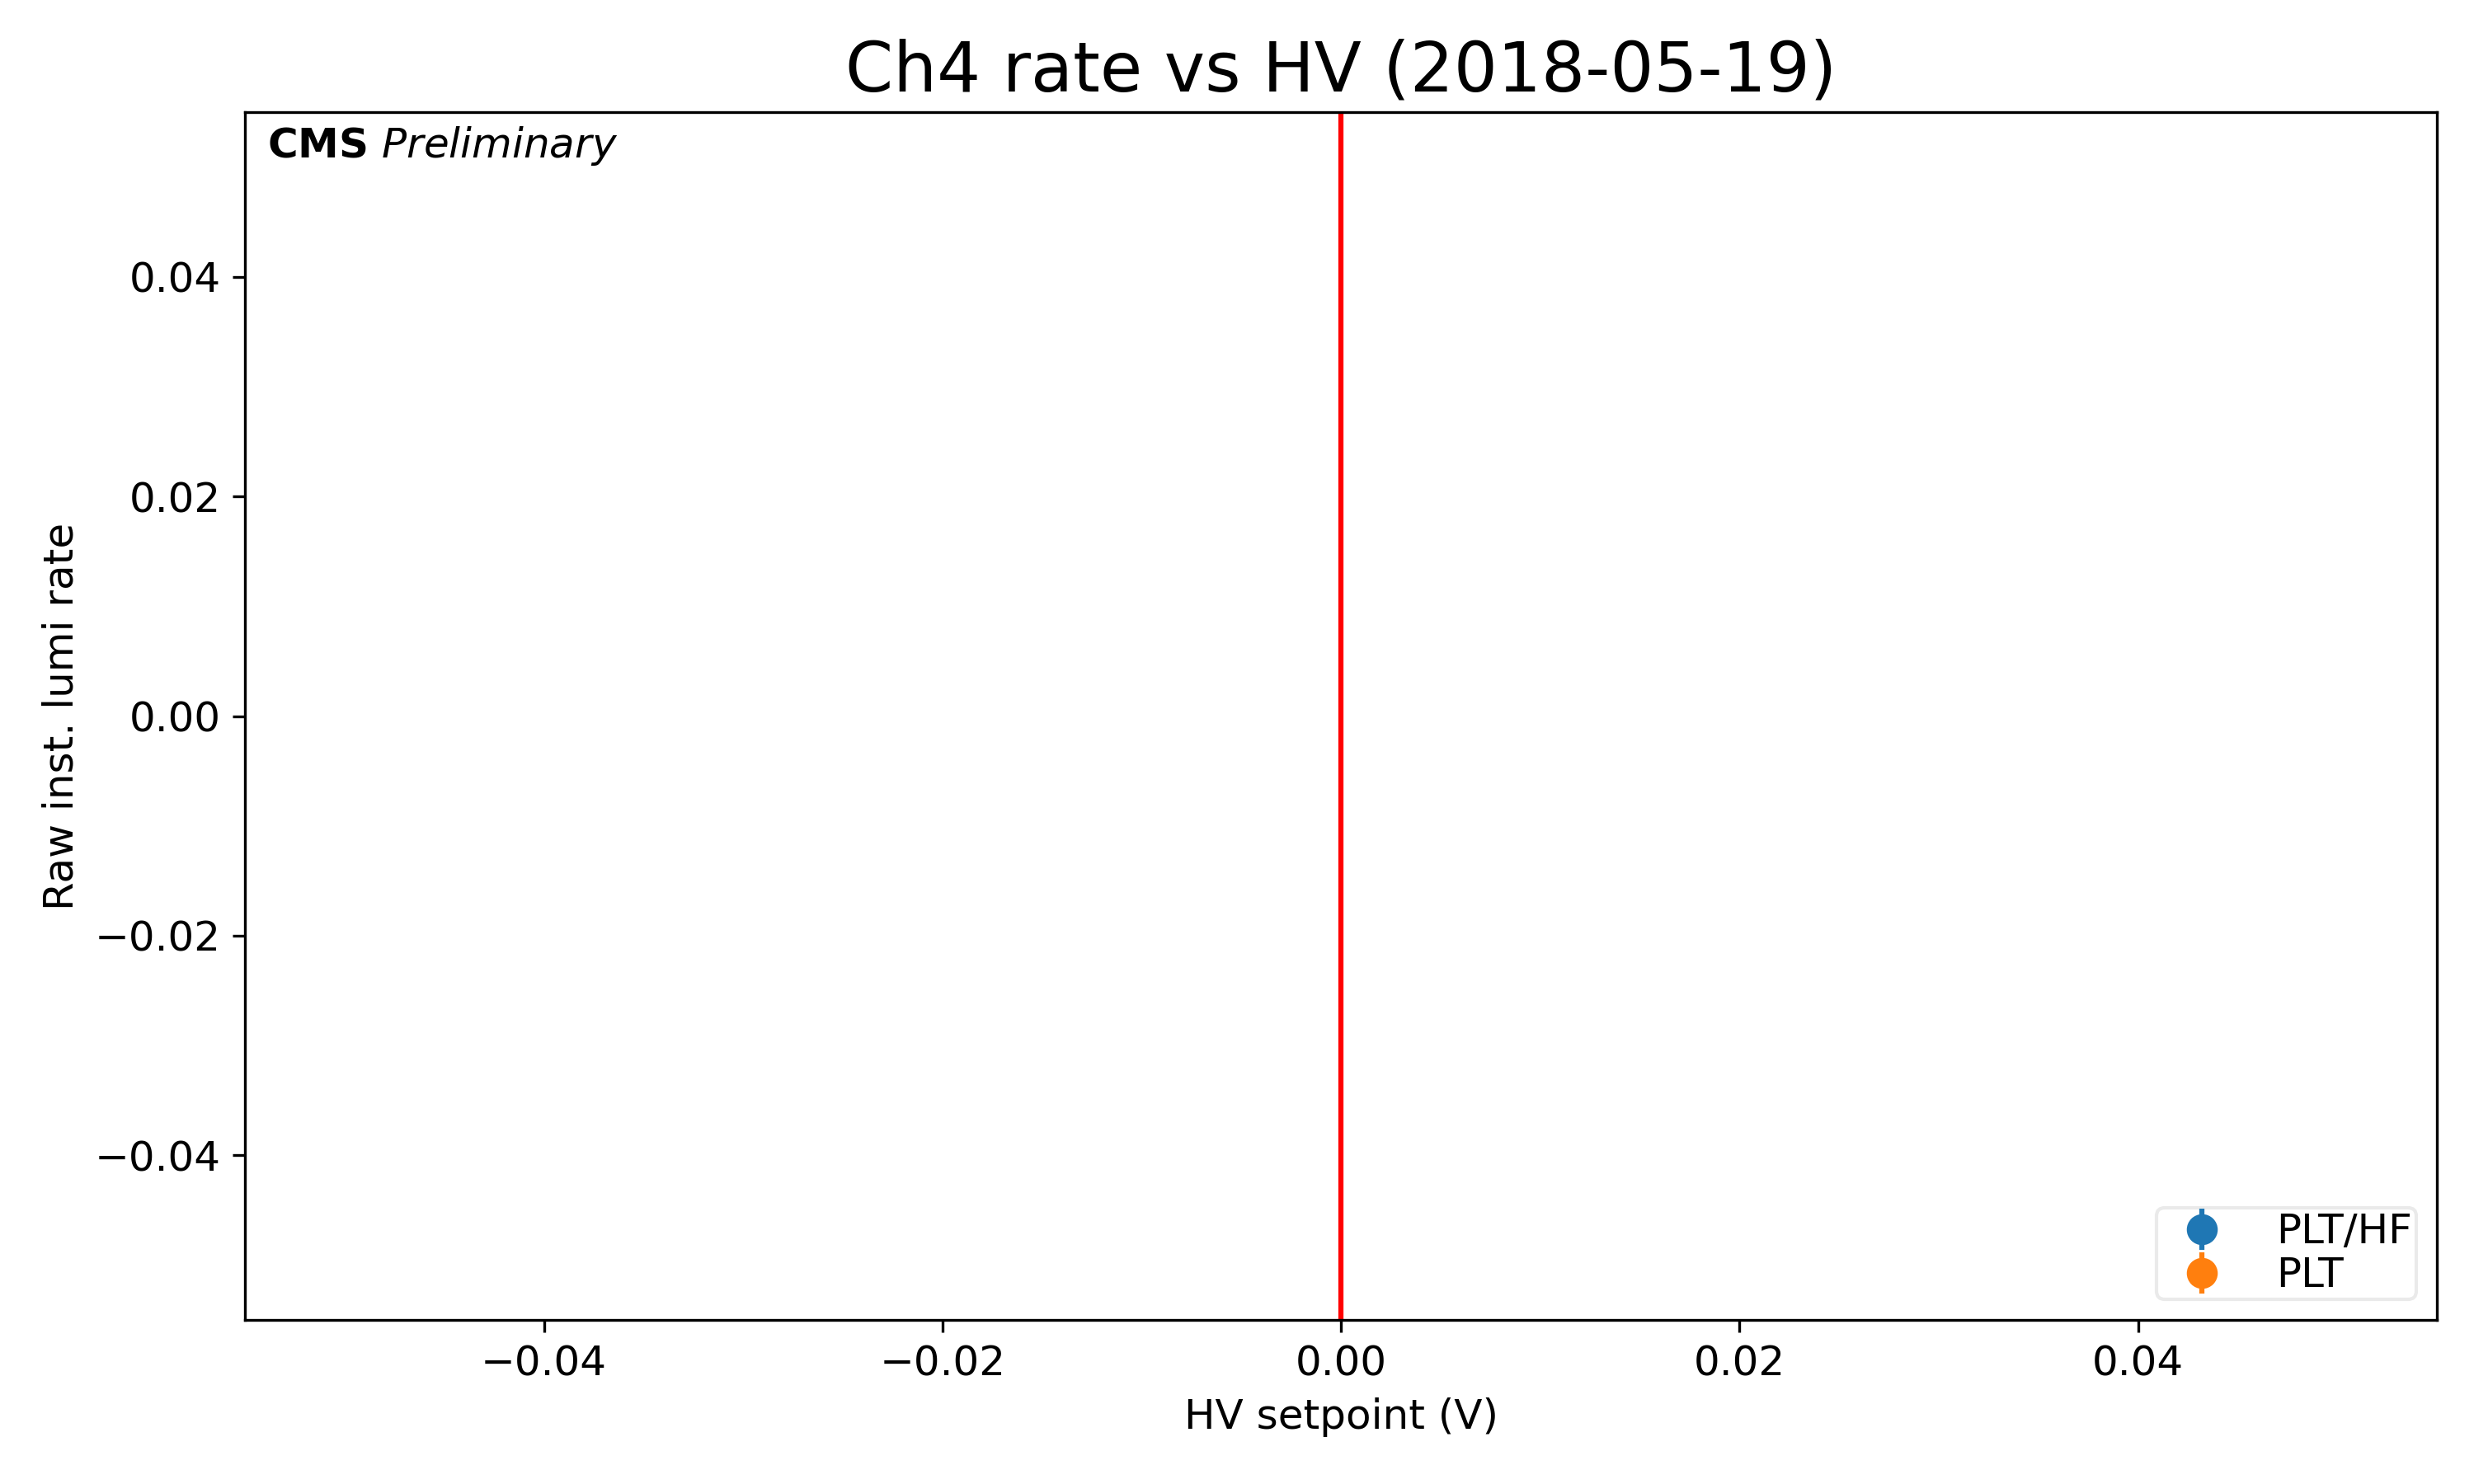 Ch4 rate vs HV (2018-05-19)
CMS Preliminary
0.04
0.02
0.00
−0.02
−0.04
Raw inst. lumi rate
−0.04
−0.02
0.00
0.02
0.04
HV setpoint (V)
PLT/HF
PLT